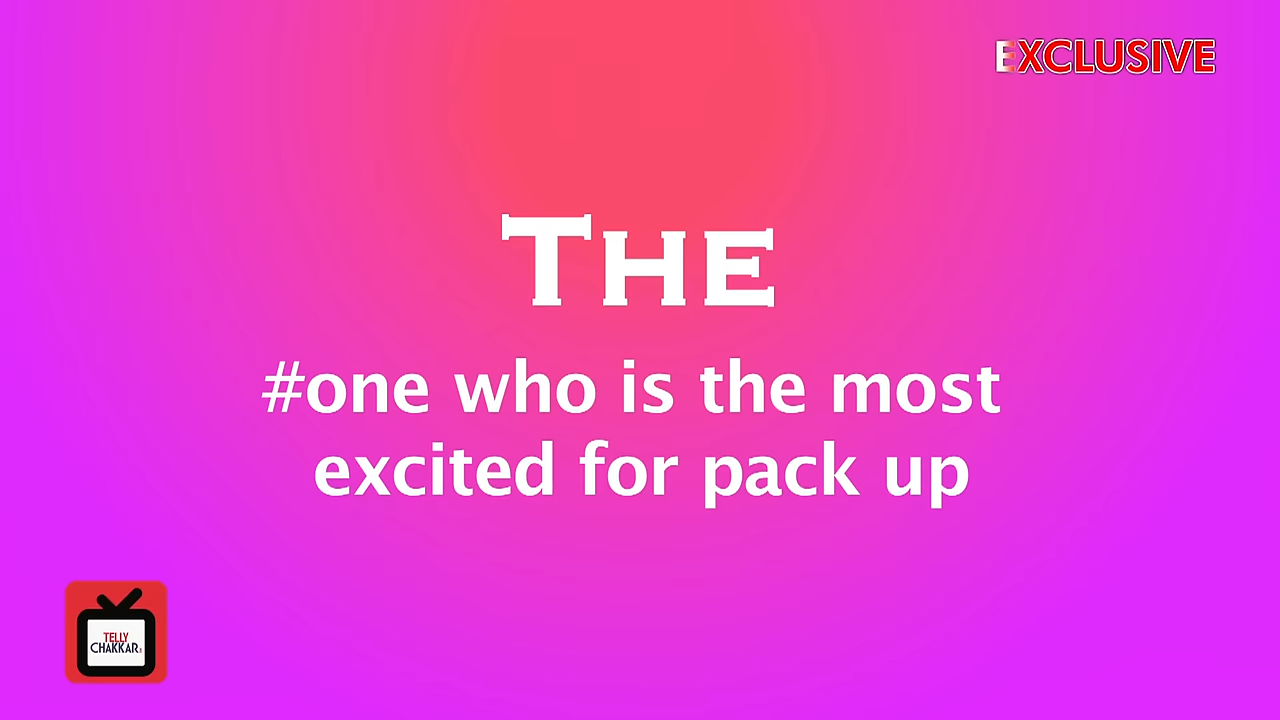 EXCLUSIVE
THE
#one who is the most
excited for pack up
TELLY
CHAKKAR